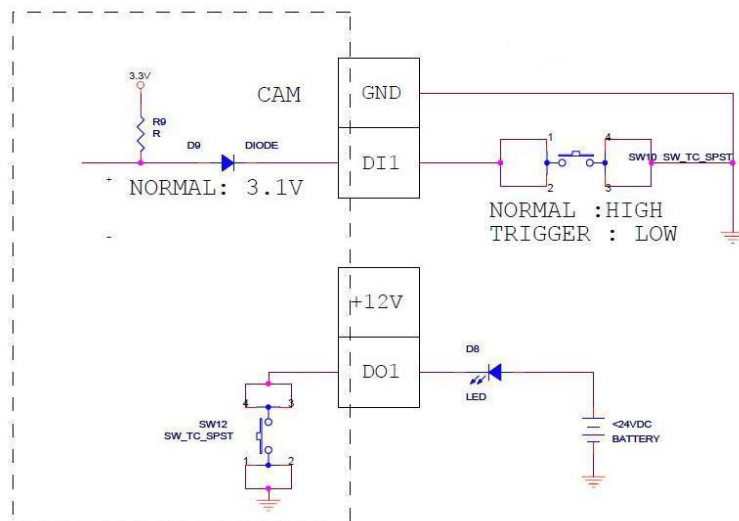 3.3V
R9
R
CAM
GND
D9 DIODE
DI1
+
NORMAL: 3.1V
-
1 4
SW10 SW_TC_SPST
2 3
NORMAL :HIGH
TRIGGER : LOW
+12V
DO1
D8
LED
4 3
SW12
SW_TC_SPST
1 2
<24VDC
BATTERY